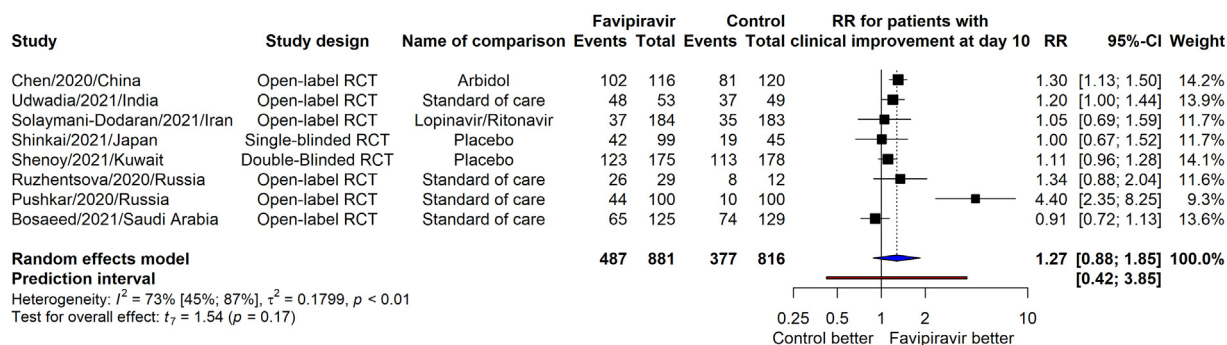 Favipiravir Control RR for patients with
Study Study design Name of comparison Events Total Events Total clinical improvement at day 10 RR 95%-CI Weight
Chen/2020/China Open-label RCT Arbidol 102 116 81 120 1.30 [1.13; 1.50] 14.2%
Udwadia/2021/India Open-label RCT Standard of care 48 53 37 49 1.20 [1.00; 1.44] 13.9%
Solaymani-Dodaran/2021/Iran Open-label RCT Lopinavir/Ritonavir 37 184 35 183 1.05 [0.69; 1.59] 11.7%
Shinkai/2021/Japan Single-blinded RCT Placebo 42 99 19 45 1.00 [0.67; 1.52] 11.7%
Shenoy/2021/Kuwait Double-Blinded RCT Placebo 123 175 113 178 1.11 [0.96; 1.28] 14.1%
Ruzhentsova/2020/Russia Open-label RCT Standard of care 26 29 8 12 1.34 [0.88; 2.04] 11.6%
Pushkar/2020/Russia Open-label RCT Standard of care 44 100 10 100 4.40 [2.35; 8.25] 9.3%
Bosaeed/2021/Saudi Arabia Open-label RCT Standard of care 65 125 74 129 0.91 [0.72; 1.13] 13.6%
Random effects model 487 881 377 816 1.27 [0.88; 1.85] 100.0%
Prediction interval [0.42; 3.85]
Heterogeneity: I² = 73% [45%; 87%], τ² = 0.1799, p < 0.01
Test for overall effect: t₇ = 1.54 (p = 0.17)
0.25 0.5 1 2 10
Control better Favipiravir better